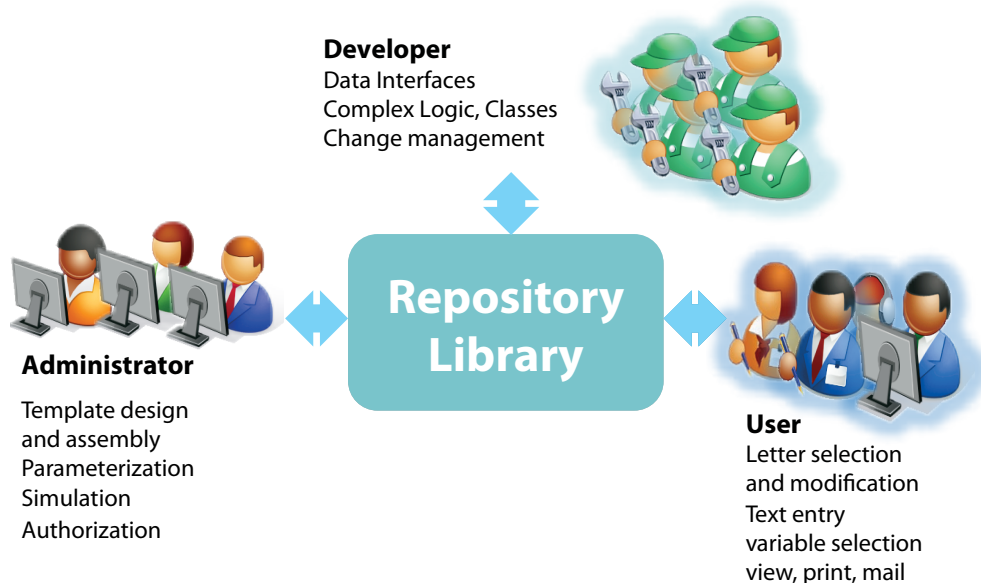 Developer
Data Interfaces
Complex Logic, Classes
Change management
Repository
Library
Administrator
Template design
and assembly
Parameterization
Simulation
Authorization
User
Letter selection
and modification
Text entry
variable selection
view, print, mail